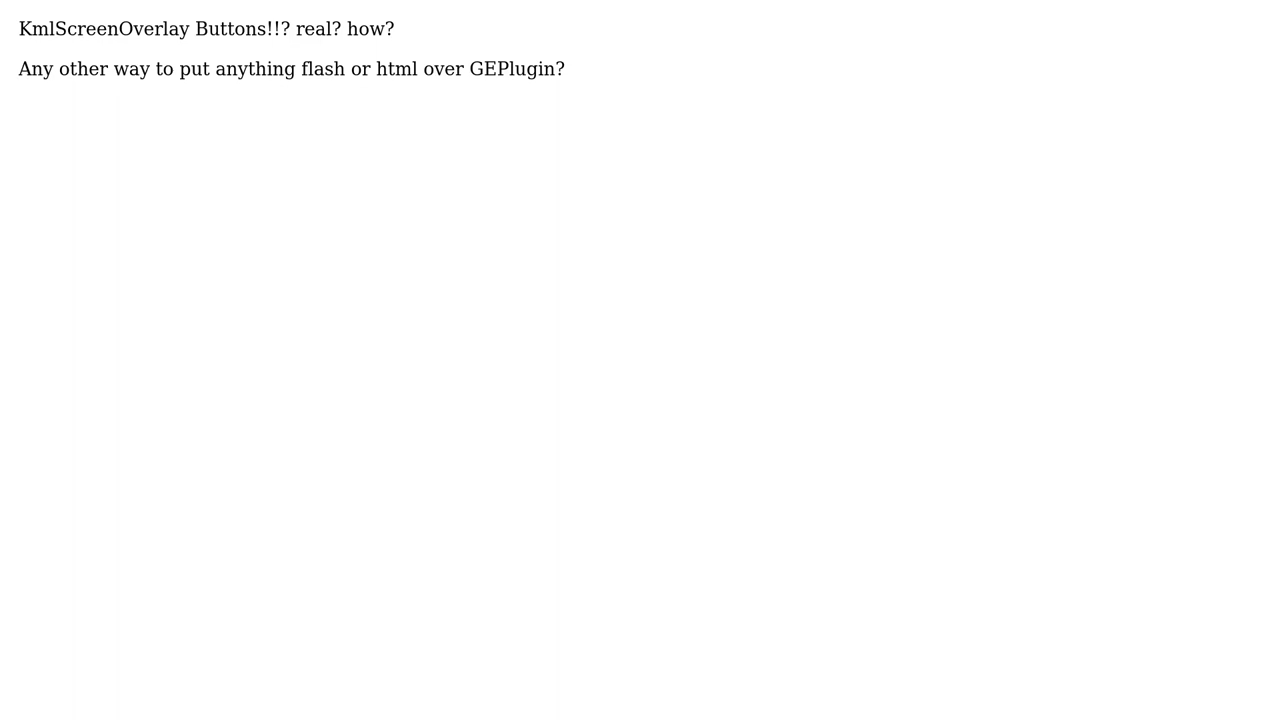 KmlScreenOverlay Buttons!!? real? how?
Any other way to put anything flash or html over GEPlugin?